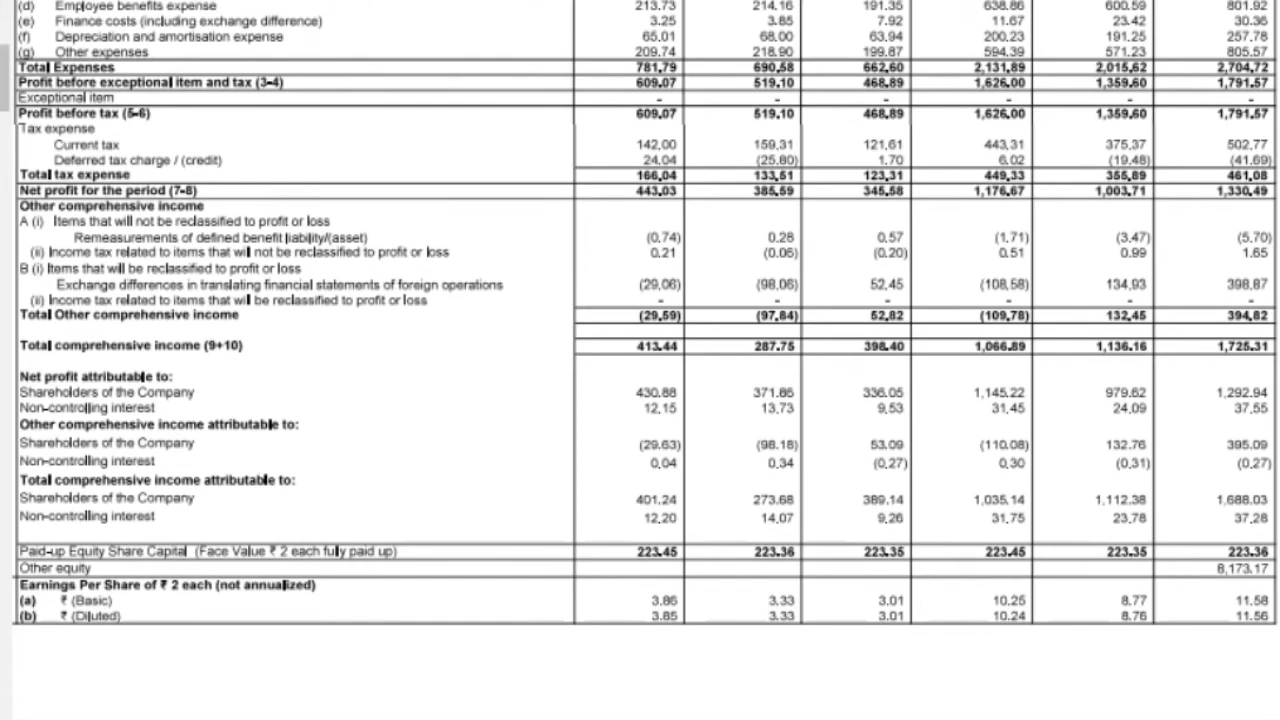 (d) Employee benefits expense 213.73 214.16 191.35 638.86 600.59 801.92
(e) Finance costs (including exchange difference) 3.25 3.85 7.92 11.67 23.42 30.36
(f) Depreciation and amortisation expense 65.01 68.00 63.94 200.23 191.25 257.78
(g) Other expenses 209.74 218.90 199.87 594.39 571.23 805.57
Total Expenses 781.79 690.58 662.60 2,131.89 2,015.62 2,704.72
Profit before exceptional item and tax (3-4) 609.07 519.10 468.89 1,626.00 1,359.60 1,791.57
Exceptional item - - - - - -
Profit before tax (5-6) 609.07 519.10 468.89 1,626.00 1,359.60 1,791.57
Tax expense
Current tax 142.00 159.31 121.61 443.31 375.37 502.77
Deferred tax charge / (credit) 24.04 (25.80) 1.70 6.02 (19.48) (41.69)
Total tax expense 166.04 133.51 123.31 449.33 355.89 461.08
Net profit for the period (7-8) 443.03 385.59 345.58 1,176.67 1,003.71 1,330.49
Other comprehensive income
A (i) Items that will not be reclassified to profit or loss
Remeasurements of defined benefit liability/(asset) (0.74) 0.28 0.57 (1.71) (3.47) (5.70)
(ii) Income tax related to items that will not be reclassified to profit or loss 0.21 (0.06) (0.20) 0.51 0.99 1.65
B (i) Items that will be reclassified to profit or loss
Exchange differences in translating financial statements of foreign operations (29.06) (98.06) 52.45 (108.58) 134.93 398.87
(ii) Income tax related to items that will be reclassified to profit or loss - - - - - -
Total Other comprehensive income (29.59) (97.84) 52.82 (109.78) 132.45 394.82
Total comprehensive income (9+10) 413.44 287.75 398.40 1,066.89 1,136.16 1,725.31
Net profit attributable to:
Shareholders of the Company 430.88 371.86 336.05 1,145.22 979.62 1,292.94
Non-controlling interest 12.15 13.73 9.53 31.45 24.09 37.55
Other comprehensive income attributable to:
Shareholders of the Company (29.63) (98.18) 53.09 (110.08) 132.76 395.09
Non-controlling interest 0.04 0.34 (0.27) 0.30 (0.31) (0.27)
Total comprehensive income attributable to:
Shareholders of the Company 401.24 273.68 389.14 1,035.14 1,112.38 1,688.03
Non-controlling interest 12.20 14.07 9.26 31.75 23.78 37.28
Paid-up Equity Share Capital (Face Value ₹ 2 each fully paid up) 223.45 223.36 223.35 223.45 223.35 223.36
Other equity 8,173.17
Earnings Per Share of ₹ 2 each (not annualized)
(a) ₹ (Basic) 3.86 3.33 3.01 10.25 8.77 11.58
(b) ₹ (Diluted) 3.85 3.33 3.01 10.24 8.76 11.56